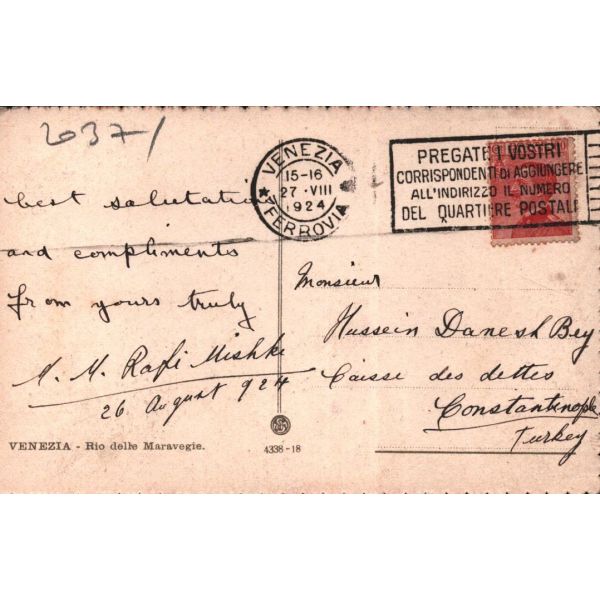 2037/
VENEZIA
15-16
27 · VIII
1924
★ FERROVIA
PREGATE I VOSTRI
CORRISPONDENTI DI AGGIUNGERE
ALL'INDIRIZZO IL NUMERO
DEL QUARTIERE POSTALE
best salutation
and compliments
from yours truly
A. M. Rafi Mishki
26 August 924
Monsieur
Hussein Danesh Bey
Caisse des dettes
Constantinople
Turkey
VENEZIA - Rio delle Maravegie.
4338-18